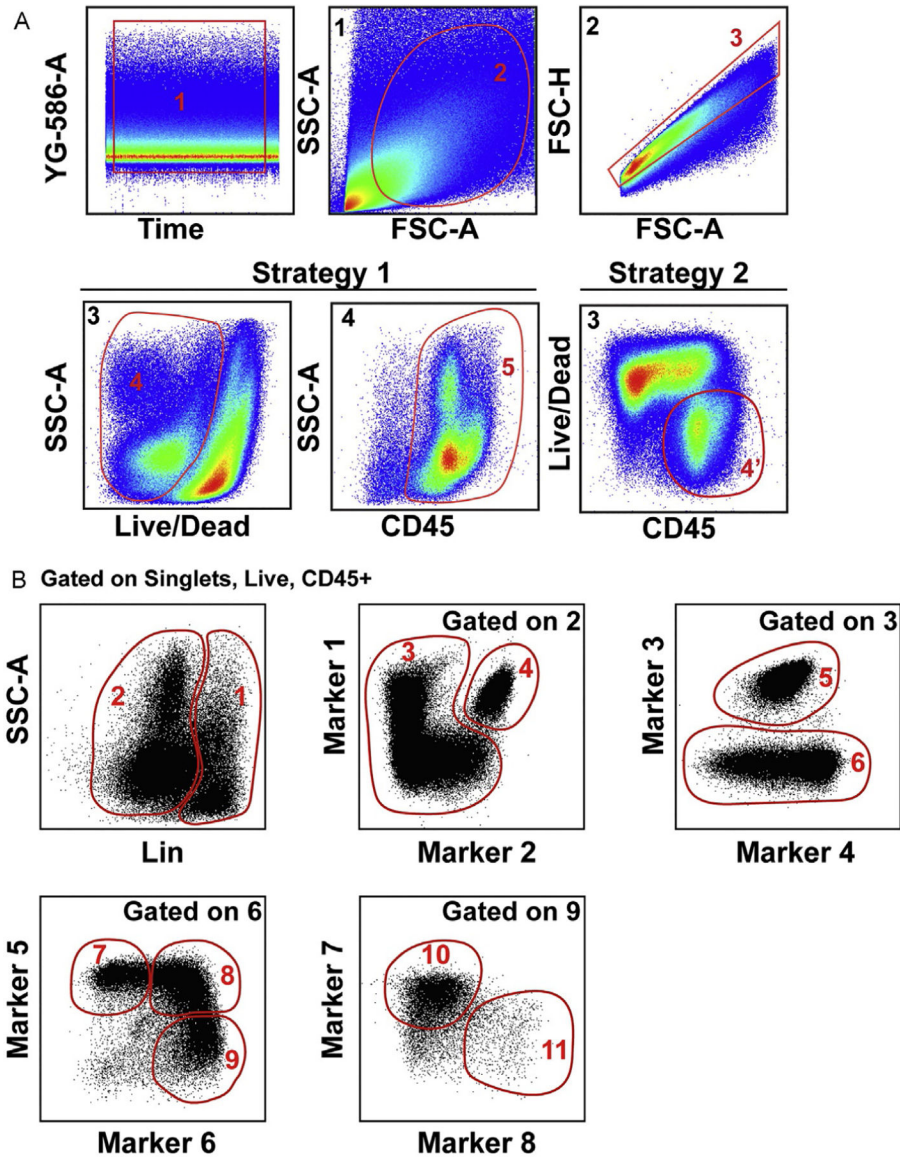 A
YG-586-A
1
Time
1
SSC-A
2
FSC-A
2
FSC-H
3
FSC-A
Strategy 1
Strategy 2
3
SSC-A
4
Live/Dead
4
SSC-A
5
CD45
3
Live/Dead
4’
CD45
B Gated on Singlets, Live, CD45+
SSC-A
2
1
Lin
Gated on 2
Marker 1
3
4
Marker 2
Gated on 3
Marker 3
5
6
Marker 4
Gated on 6
Marker 5
7
8
9
Marker 6
Gated on 9
Marker 7
10
11
Marker 8